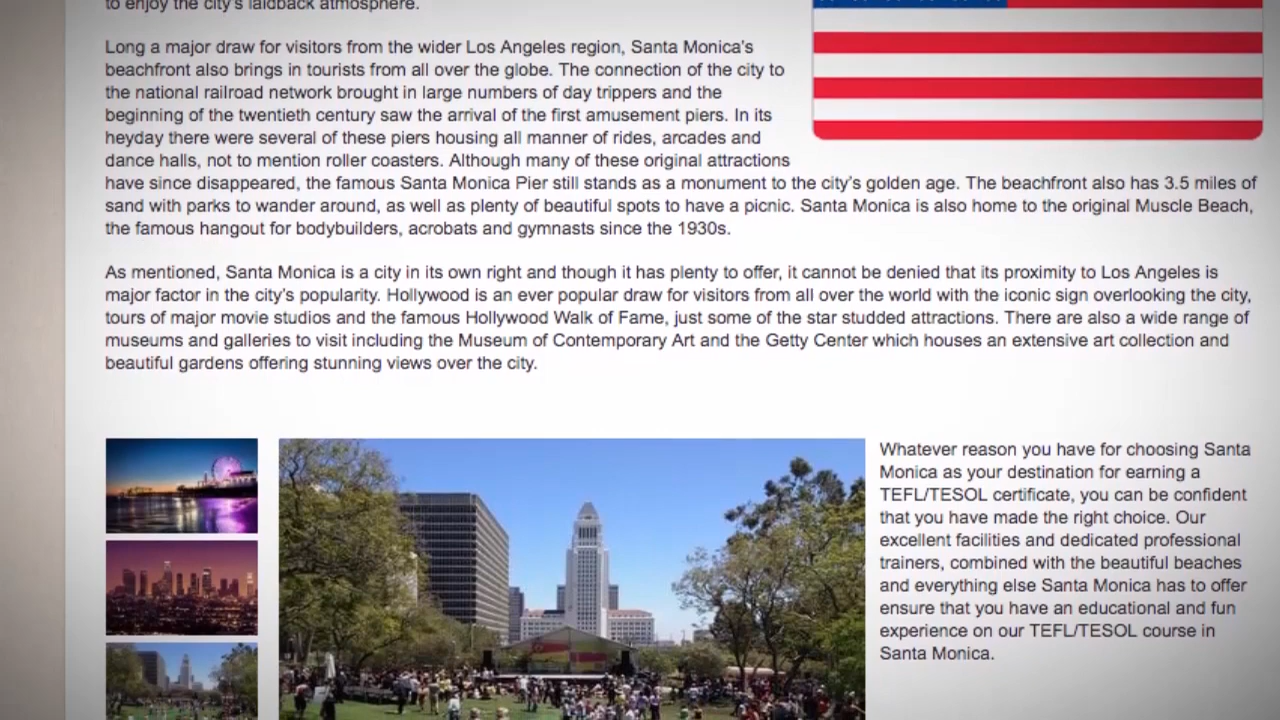 to enjoy the city's laidback atmosphere.
Long a major draw for visitors from the wider Los Angeles region, Santa Monica's
beachfront also brings in tourists from all over the globe. The connection of the city to
the national railroad network brought in large numbers of day trippers and the
beginning of the twentieth century saw the arrival of the first amusement piers. In its
heyday there were several of these piers housing all manner of rides, arcades and
dance halls, not to mention roller coasters. Although many of these original attractions
have since disappeared, the famous Santa Monica Pier still stands as a monument to the city's golden age. The beachfront also has 3.5 miles of
sand with parks to wander around, as well as plenty of beautiful spots to have a picnic. Santa Monica is also home to the original Muscle Beach,
the famous hangout for bodybuilders, acrobats and gymnasts since the 1930s.
As mentioned, Santa Monica is a city in its own right and though it has plenty to offer, it cannot be denied that its proximity to Los Angeles is
major factor in the city's popularity. Hollywood is an ever popular draw for visitors from all over the world with the iconic sign overlooking the city,
tours of major movie studios and the famous Hollywood Walk of Fame, just some of the star studded attractions. There are also a wide range of
museums and galleries to visit including the Museum of Contemporary Art and the Getty Center which houses an extensive art collection and
beautiful gardens offering stunning views over the city.
Whatever reason you have for choosing Santa
Monica as your destination for earning a
TEFL/TESOL certificate, you can be confident
that you have made the right choice. Our
excellent facilities and dedicated professional
trainers, combined with the beautiful beaches
and everything else Santa Monica has to offer
ensure that you have an educational and fun
experience on our TEFL/TESOL course in
Santa Monica.